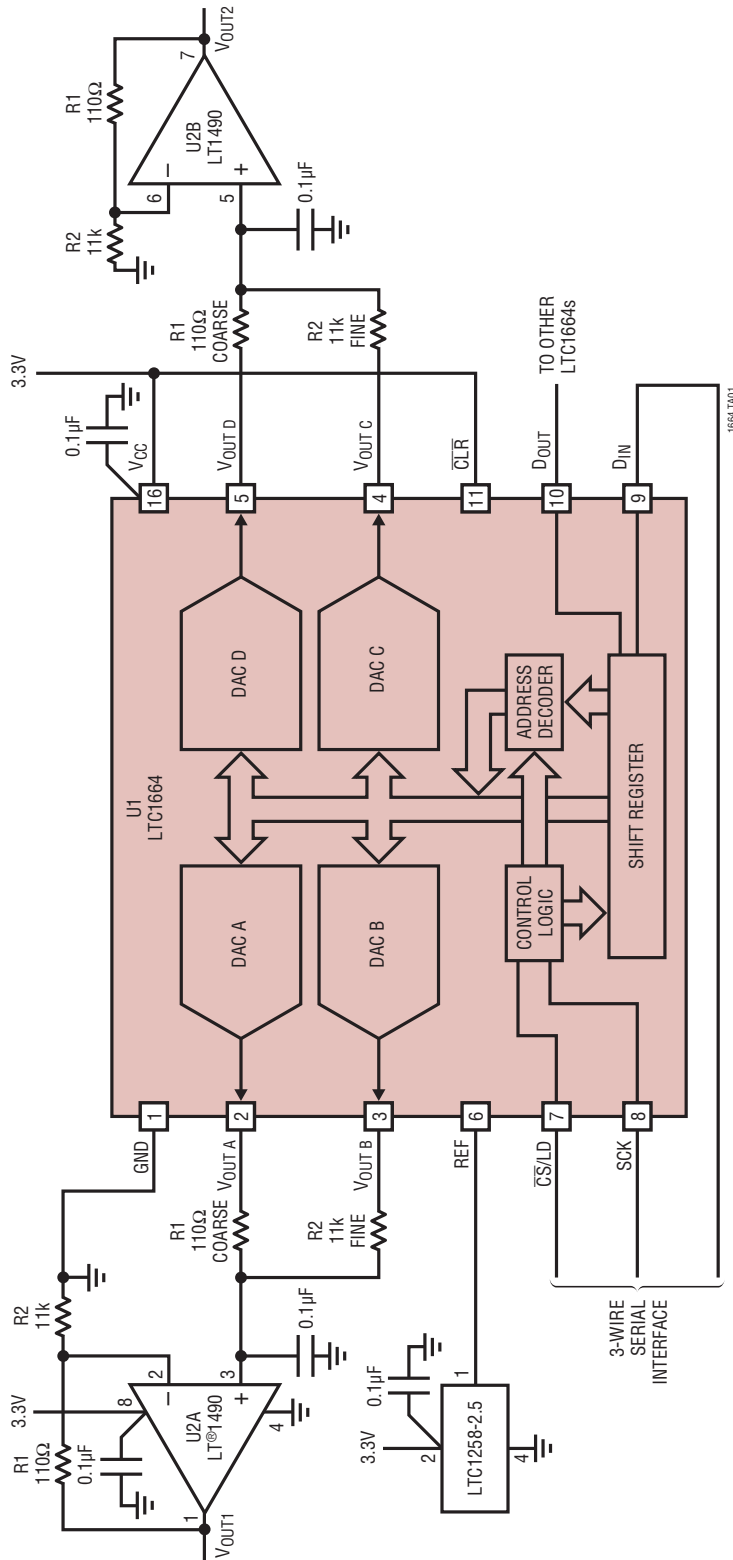 U1
LTC1664
DAC A
DAC B
DAC C
DAC D
CONTROL
LOGIC
ADDRESS
DECODER
SHIFT REGISTER
1
GND
2
VOUT A
3
VOUT B
6
REF
7
CS/LD
8
SCK
16
VCC
5
VOUT D
4
VOUT C
11
CLR
10
DOUT
9
DIN
3.3V
0.1µF
TO OTHER
LTC1664s
3-WIRE
SERIAL
INTERFACE
R1
110Ω
COARSE
R2
11k
FINE
0.1µF
R2
11k
R1
110Ω
3.3V
0.1µF
8
2
−
3
+
4
1
U2A
LT®1490
VOUT1
3.3V
0.1µF
2
1
4
LTC1258-2.5
R1
110Ω
COARSE
R2
11k
FINE
0.1µF
R2
11k
R1
110Ω
6
−
5
+
7
U2B
LT1490
VOUT2
1664 TA01